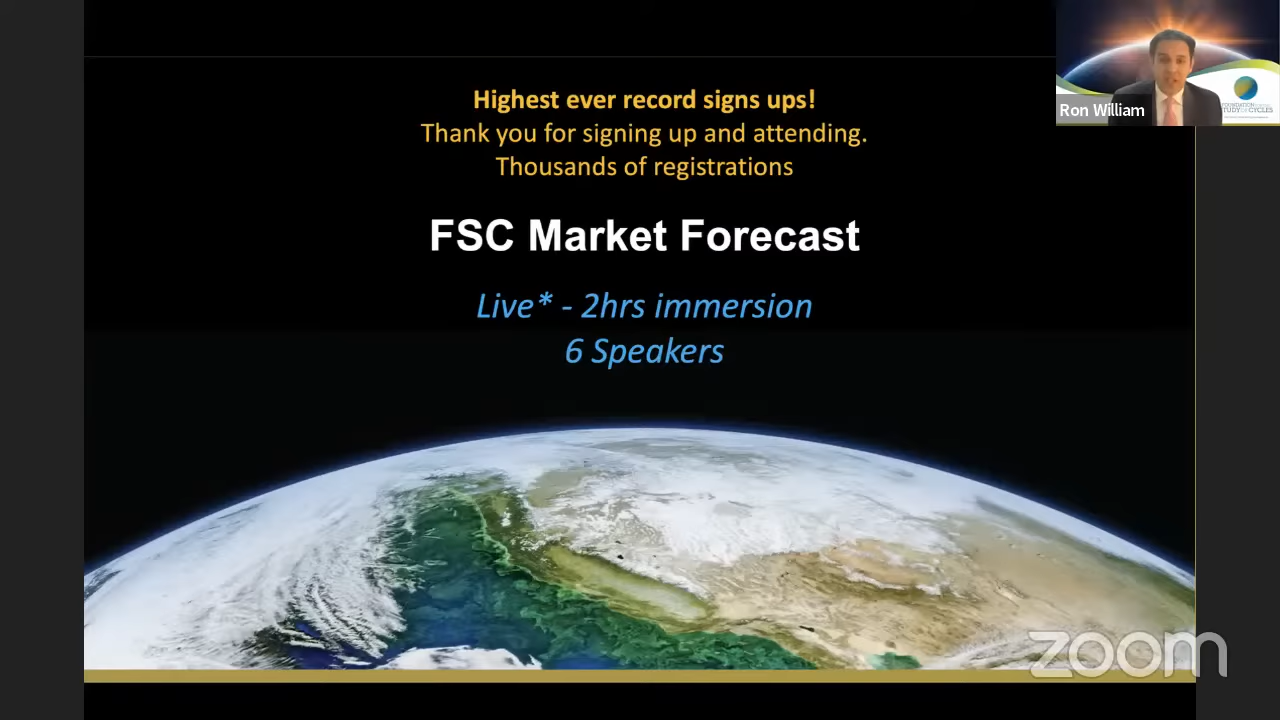 Highest ever record signs ups!
Thank you for signing up and attending.
Thousands of registrations
FSC Market Forecast
Live* - 2hrs immersion
6 Speakers
Ron William
zoom